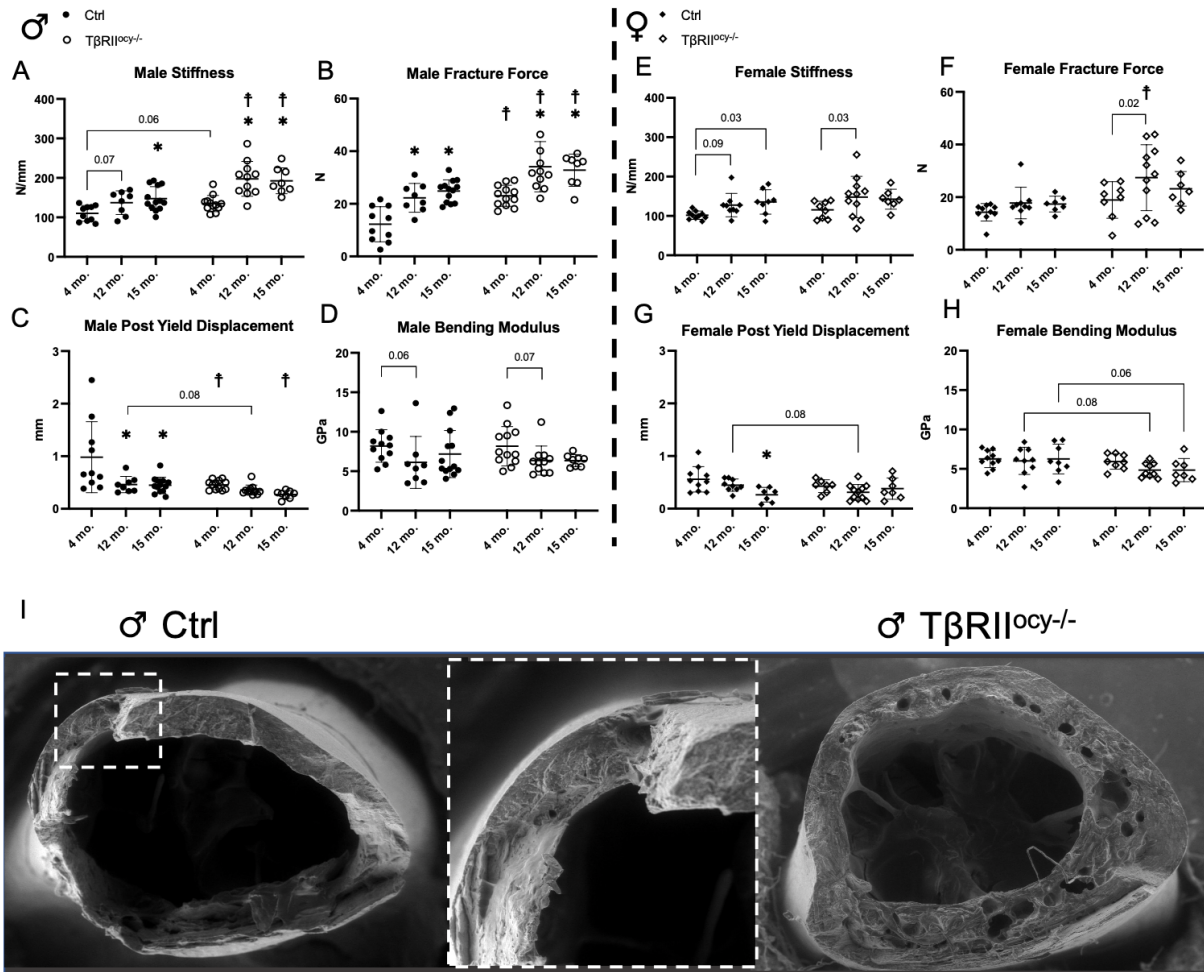 ♂ ● Ctrl
○ TβRII^ocy-/-
♀ ◆ Ctrl
◇ TβRII^ocy-/-
A
Male Stiffness
N/mm
400
300
200
100
0
0.06
0.07
*
☨
*
☨
*
4 mo.
12 mo.
15 mo.
4 mo.
12 mo.
15 mo.
B
Male Fracture Force
N
60
40
20
0
*
*
☨
☨
*
☨
*
4 mo.
12 mo.
15 mo.
4 mo.
12 mo.
15 mo.
E
Female Stiffness
N/mm
400
300
200
100
0
0.03
0.09
0.03
4 mo.
12 mo.
15 mo.
4 mo.
12 mo.
15 mo.
F
Female Fracture Force
N
60
40
20
0
0.02
☨
4 mo.
12 mo.
15 mo.
4 mo.
12 mo.
15 mo.
C
Male Post Yield Displacement
mm
3
2
1
0
0.08
*
*
☨
☨
4 mo.
12 mo.
15 mo.
4 mo.
12 mo.
15 mo.
D
Male Bending Modulus
GPa
20
15
10
5
0
0.06
0.07
4 mo.
12 mo.
15 mo.
4 mo.
12 mo.
15 mo.
G
Female Post Yield Displacement
mm
3
2
1
0
0.08
*
4 mo.
12 mo.
15 mo.
4 mo.
12 mo.
15 mo.
H
Female Bending Modulus
GPa
20
15
10
5
0
0.06
0.08
4 mo.
12 mo.
15 mo.
4 mo.
12 mo.
15 mo.
I
♂ Ctrl
♂ TβRII^ocy-/-